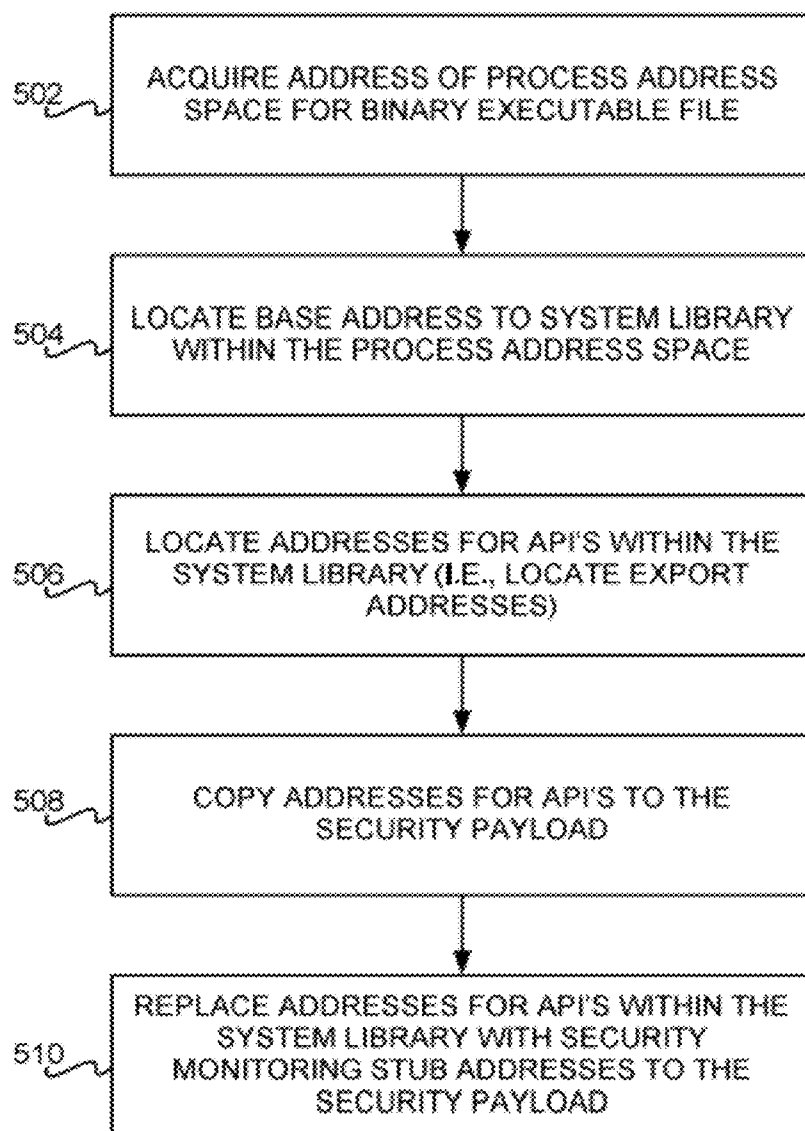 502
ACQUIRE ADDRESS OF PROCESS ADDRESS
SPACE FOR BINARY EXECUTABLE FILE
504
LOCATE BASE ADDRESS TO SYSTEM LIBRARY
WITHIN THE PROCESS ADDRESS SPACE
506
LOCATE ADDRESSES FOR API'S WITHIN THE
SYSTEM LIBRARY (I.E., LOCATE EXPORT
ADDRESSES)
508
COPY ADDRESSES FOR API'S TO THE
SECURITY PAYLOAD
510
REPLACE ADDRESSES FOR API'S WITHIN THE
SYSTEM LIBRARY WITH SECURITY
MONITORING STUB ADDRESSES TO THE
SECURITY PAYLOAD